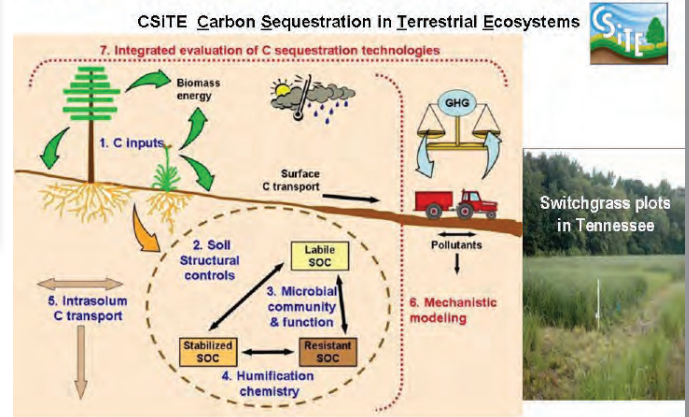 CSiTE Carbon Sequestration in Terrestrial Ecosystems
CSiTE
7. Integrated evaluation of C sequestration technologies
Biomass
energy
1. C inputs
GHG
Surface
C transport
Pollutants
2. Soil
Structural
controls
Labile
SOC
3. Microbial
community
& function
Stabilized
SOC
Resistant
SOC
4. Humification
chemistry
5. Intrasolum
C transport
6. Mechanistic
modeling
Switchgrass plots
in Tennessee